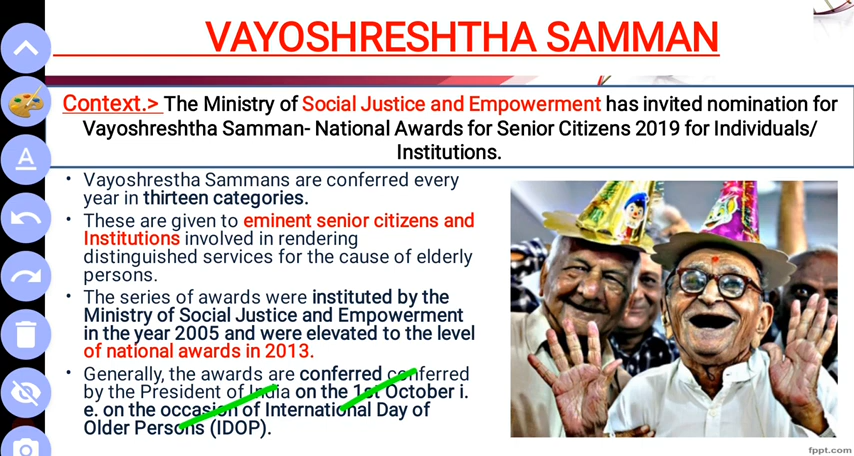 VAYOSHRESHTHA SAMMAN
Context.> The Ministry of Social Justice and Empowerment has invited nomination for
Vayoshreshtha Samman- National Awards for Senior Citizens 2019 for Individuals/
Institutions.
• Vayoshrestha Sammans are conferred every
year in thirteen categories.
• These are given to eminent senior citizens and
Institutions involved in rendering
distinguished services for the cause of elderly
persons.
• The series of awards were instituted by the
Ministry of Social Justice and Empowerment
in the year 2005 and were elevated to the level
of national awards in 2013.
• Generally, the awards are conferred conferred
by the President of India on the 1st October i.
e. on the occasion of International Day of
Older Persons (IDOP).
A
fppt.com